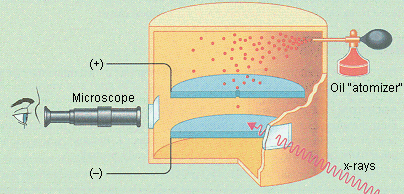 (+)
Oil "atomizer"
Microscope
x-rays
(–)